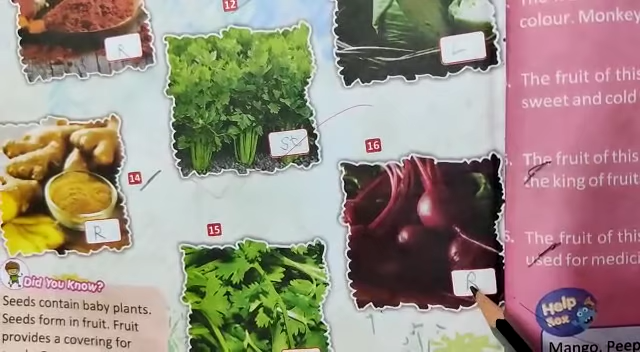 12
R
L
colour. Monkey
The fruit of this
sweet and cold
St
16
14
R
The fruit of this
the king of fruit
15
The fruit of this
used for medici
R
Did You Know?
Seeds contain baby plants.
Seeds form in fruit. Fruit
provides a covering for
Help
Box
Mango, Peep